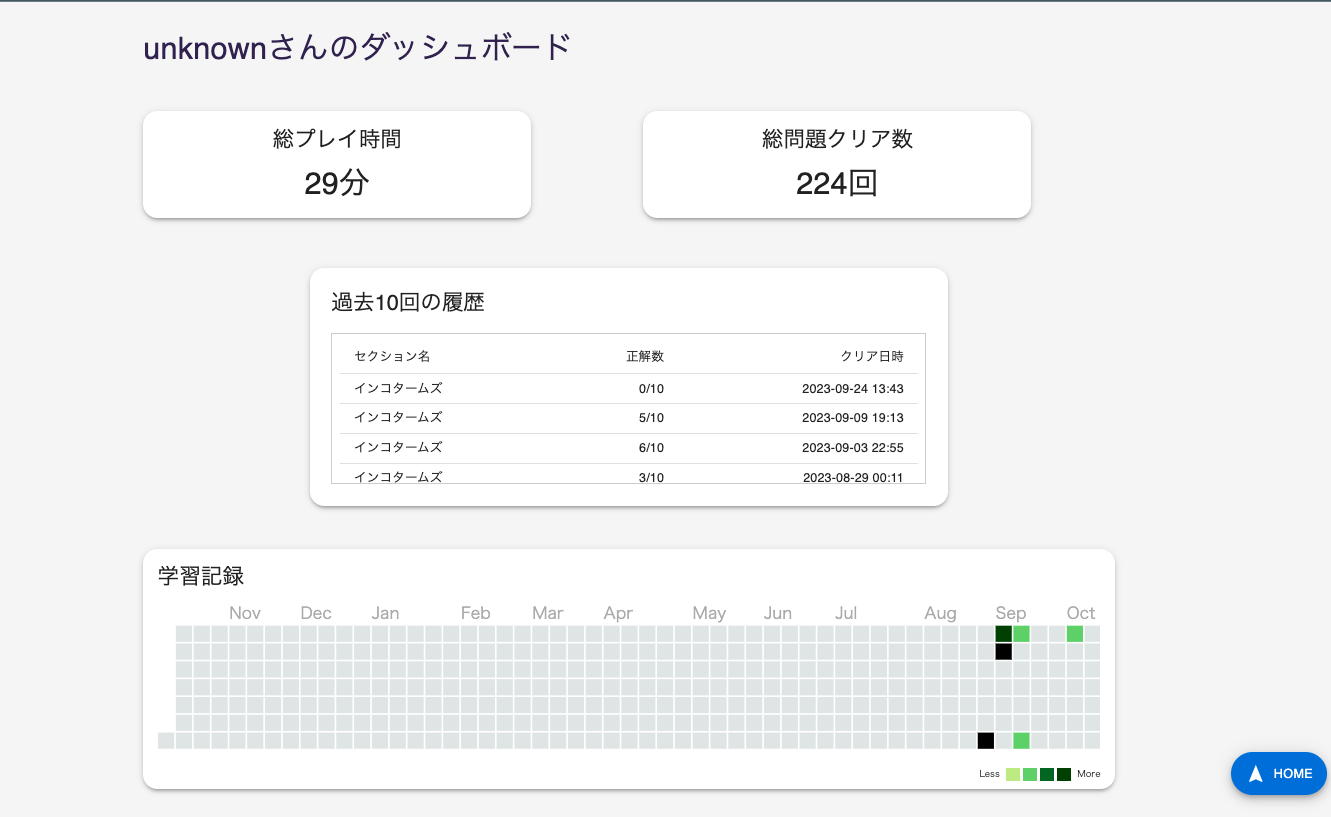 unknownさんのダッシュボード
総プレイ時間
29分
総問題クリア数
224回
過去10回の履歴
セクション名 正解数 クリア日時
インコタームズ 0/10 2023-09-24 13:43
インコタームズ 5/10 2023-09-09 19:13
インコタームズ 6/10 2023-09-03 22:55
インコタームズ 3/10 2023-08-29 00:11
学習記録
Nov Dec Jan Feb Mar Apr May Jun Jul Aug Sep Oct
Less More
HOME